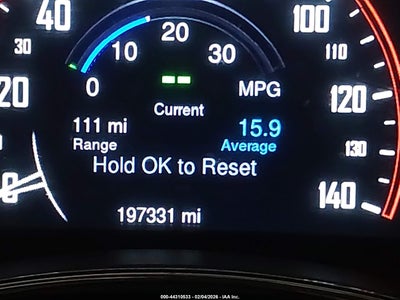 40
20
100
30
10
30
110
20
0
-- MPG
120
Current
111 mi
15.9
Range
Average
130
Hold OK to Reset
0
140
197331 mi
000-44310533 - 02/04/2026 - IAA Inc.